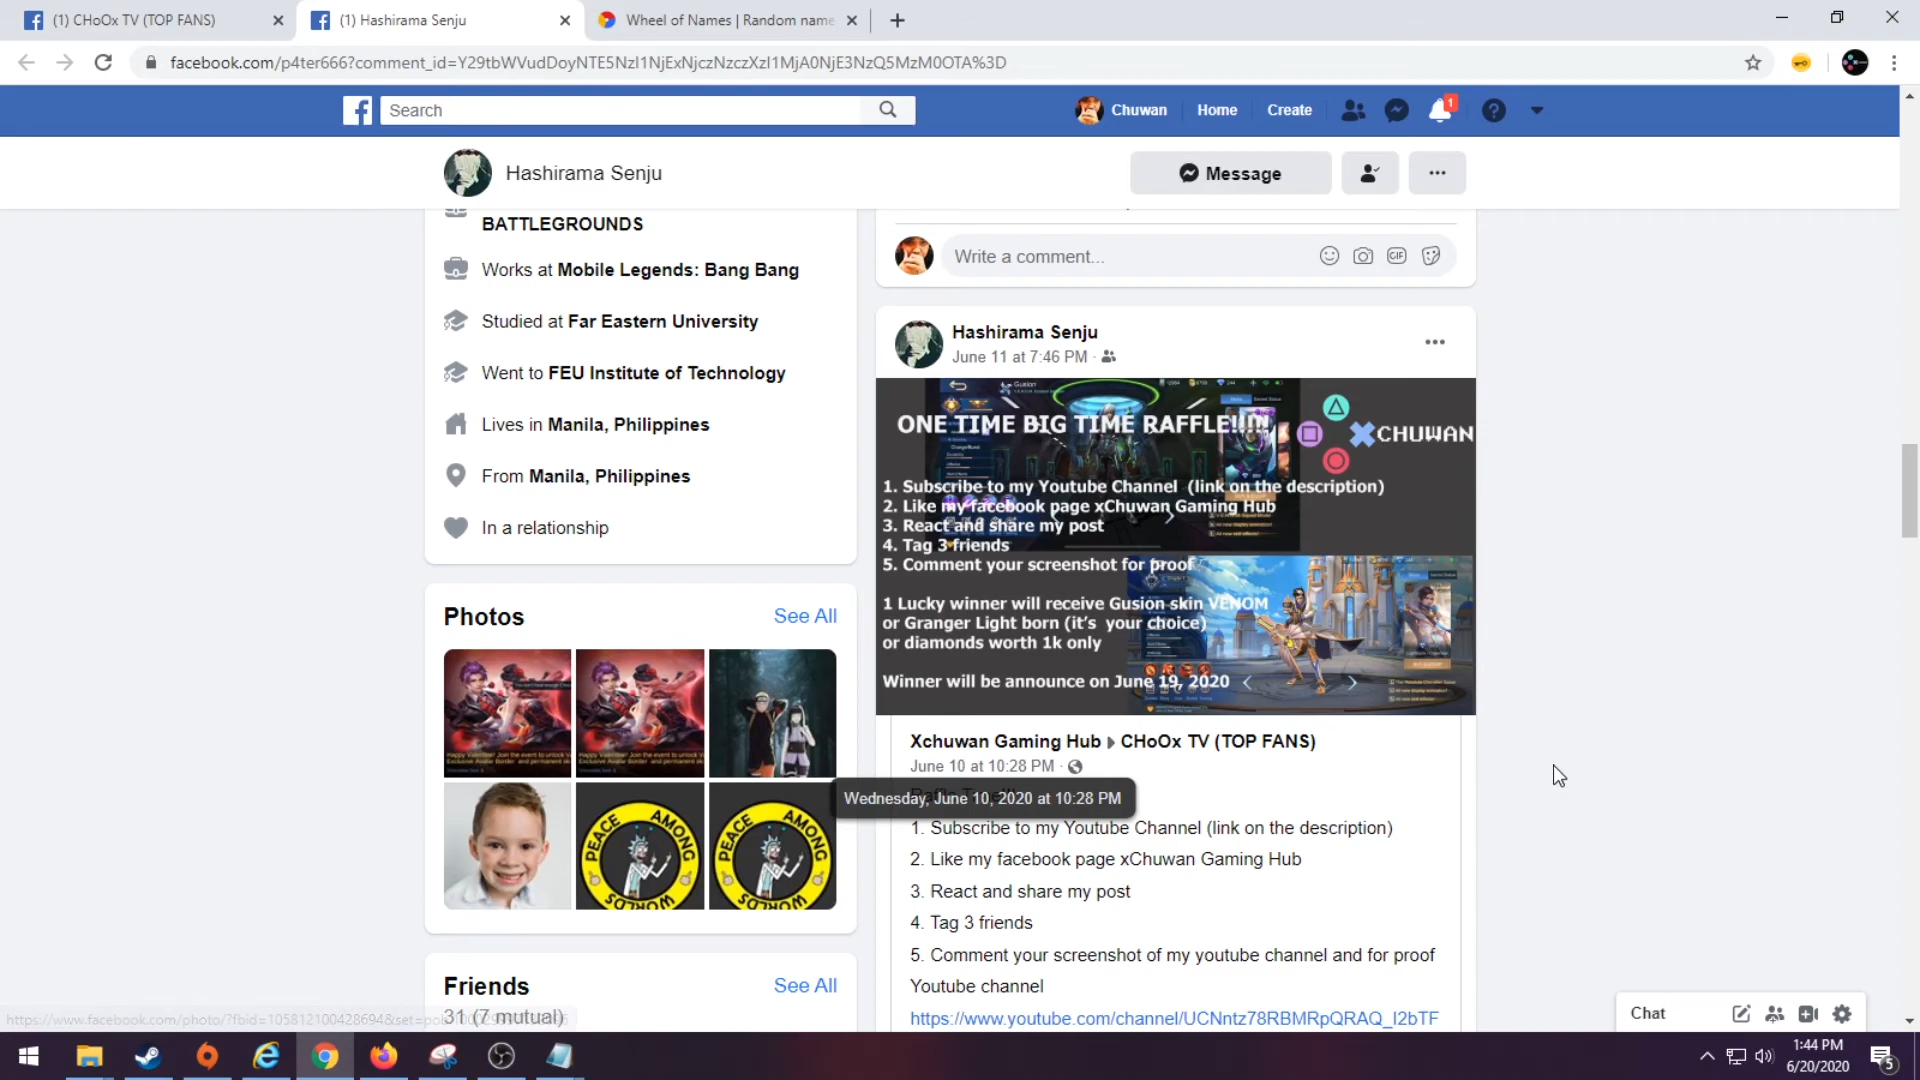 (1) CHoOx TV (TOP FANS)
(1) Hashirama Senju
Wheel of Names | Random name
facebook.com/p4ter666?comment_id=Y29tbWVudDoyNTE5NzI1NjExNjczNzczXzI1MjA0NjE3NzQ5MzM0OTA%3D
Search
Chuwan
Home
Create
1
Hashirama Senju
Message
BATTLEGROUNDS
Works at Mobile Legends: Bang Bang
Studied at Far Eastern University
Went to FEU Institute of Technology
Lives in Manila, Philippines
From Manila, Philippines
In a relationship
Photos
See All
PEACE AMONG WORLDS
PEACE AMONG WORLDS
Friends
See All
31 (7 mutual)
Write a comment...
GIF
Hashirama Senju
June 11 at 7:46 PM ·
Gusion
ONE TIME BIG TIME RAFFLE!!!!!
CHUWAN
1. Subscribe to my Youtube Channel (link on the description)
2. Like my facebook page xChuwan Gaming Hub
3. React and share my post
4. Tag 3 friends
5. Comment your screenshot for proof
1 Lucky winner will receive Gusion skin VENOM
or Granger Light born (it's your choice)
or diamonds worth 1k only
Winner will be announce on June 19, 2020
Xchuwan Gaming Hub CHoOx TV (TOP FANS)
June 10 at 10:28 PM ·
Wednesday, June 10, 2020 at 10:28 PM
1. Subscribe to my Youtube Channel (link on the description)
2. Like my facebook page xChuwan Gaming Hub
3. React and share my post
4. Tag 3 friends
5. Comment your screenshot of my youtube channel and for proof
Youtube channel
https://www.youtube.com/channel/UCNntz78RBMRpQRAQ_I2bTF
Chat
1:44 PM
6/20/2020
5